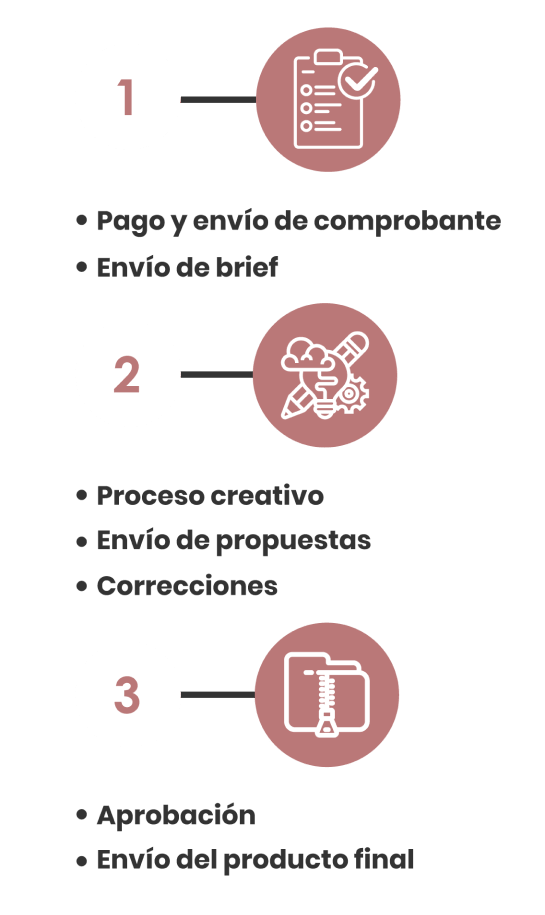 1
• Pago y envío de comprobante
• Envío de brief
2
• Proceso creativo
• Envío de propuestas
• Correcciones
3
• Aprobación
• Envío del producto final